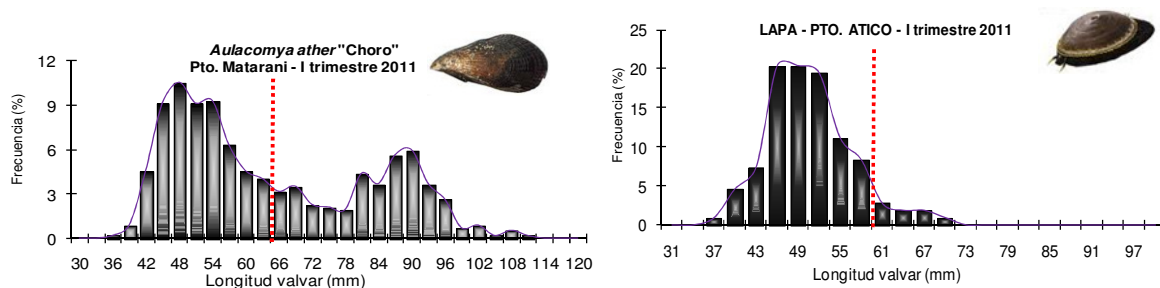 Aulacomya ather "Choro"
Pto. Matarani - I trimestre 2011
Frecuencia (%)
12
9
6
3
0
30 36 42 48 54 60 66 72 78 84 90 96 102 108 114 120
Longitud valvar (mm)
LAPA - PTO. ATICO - I trimestre 2011
Frecuencia (%)
25
20
15
10
5
0
31 37 43 49 55 61 67 73 79 85 91 97
Longitud valvar (mm)